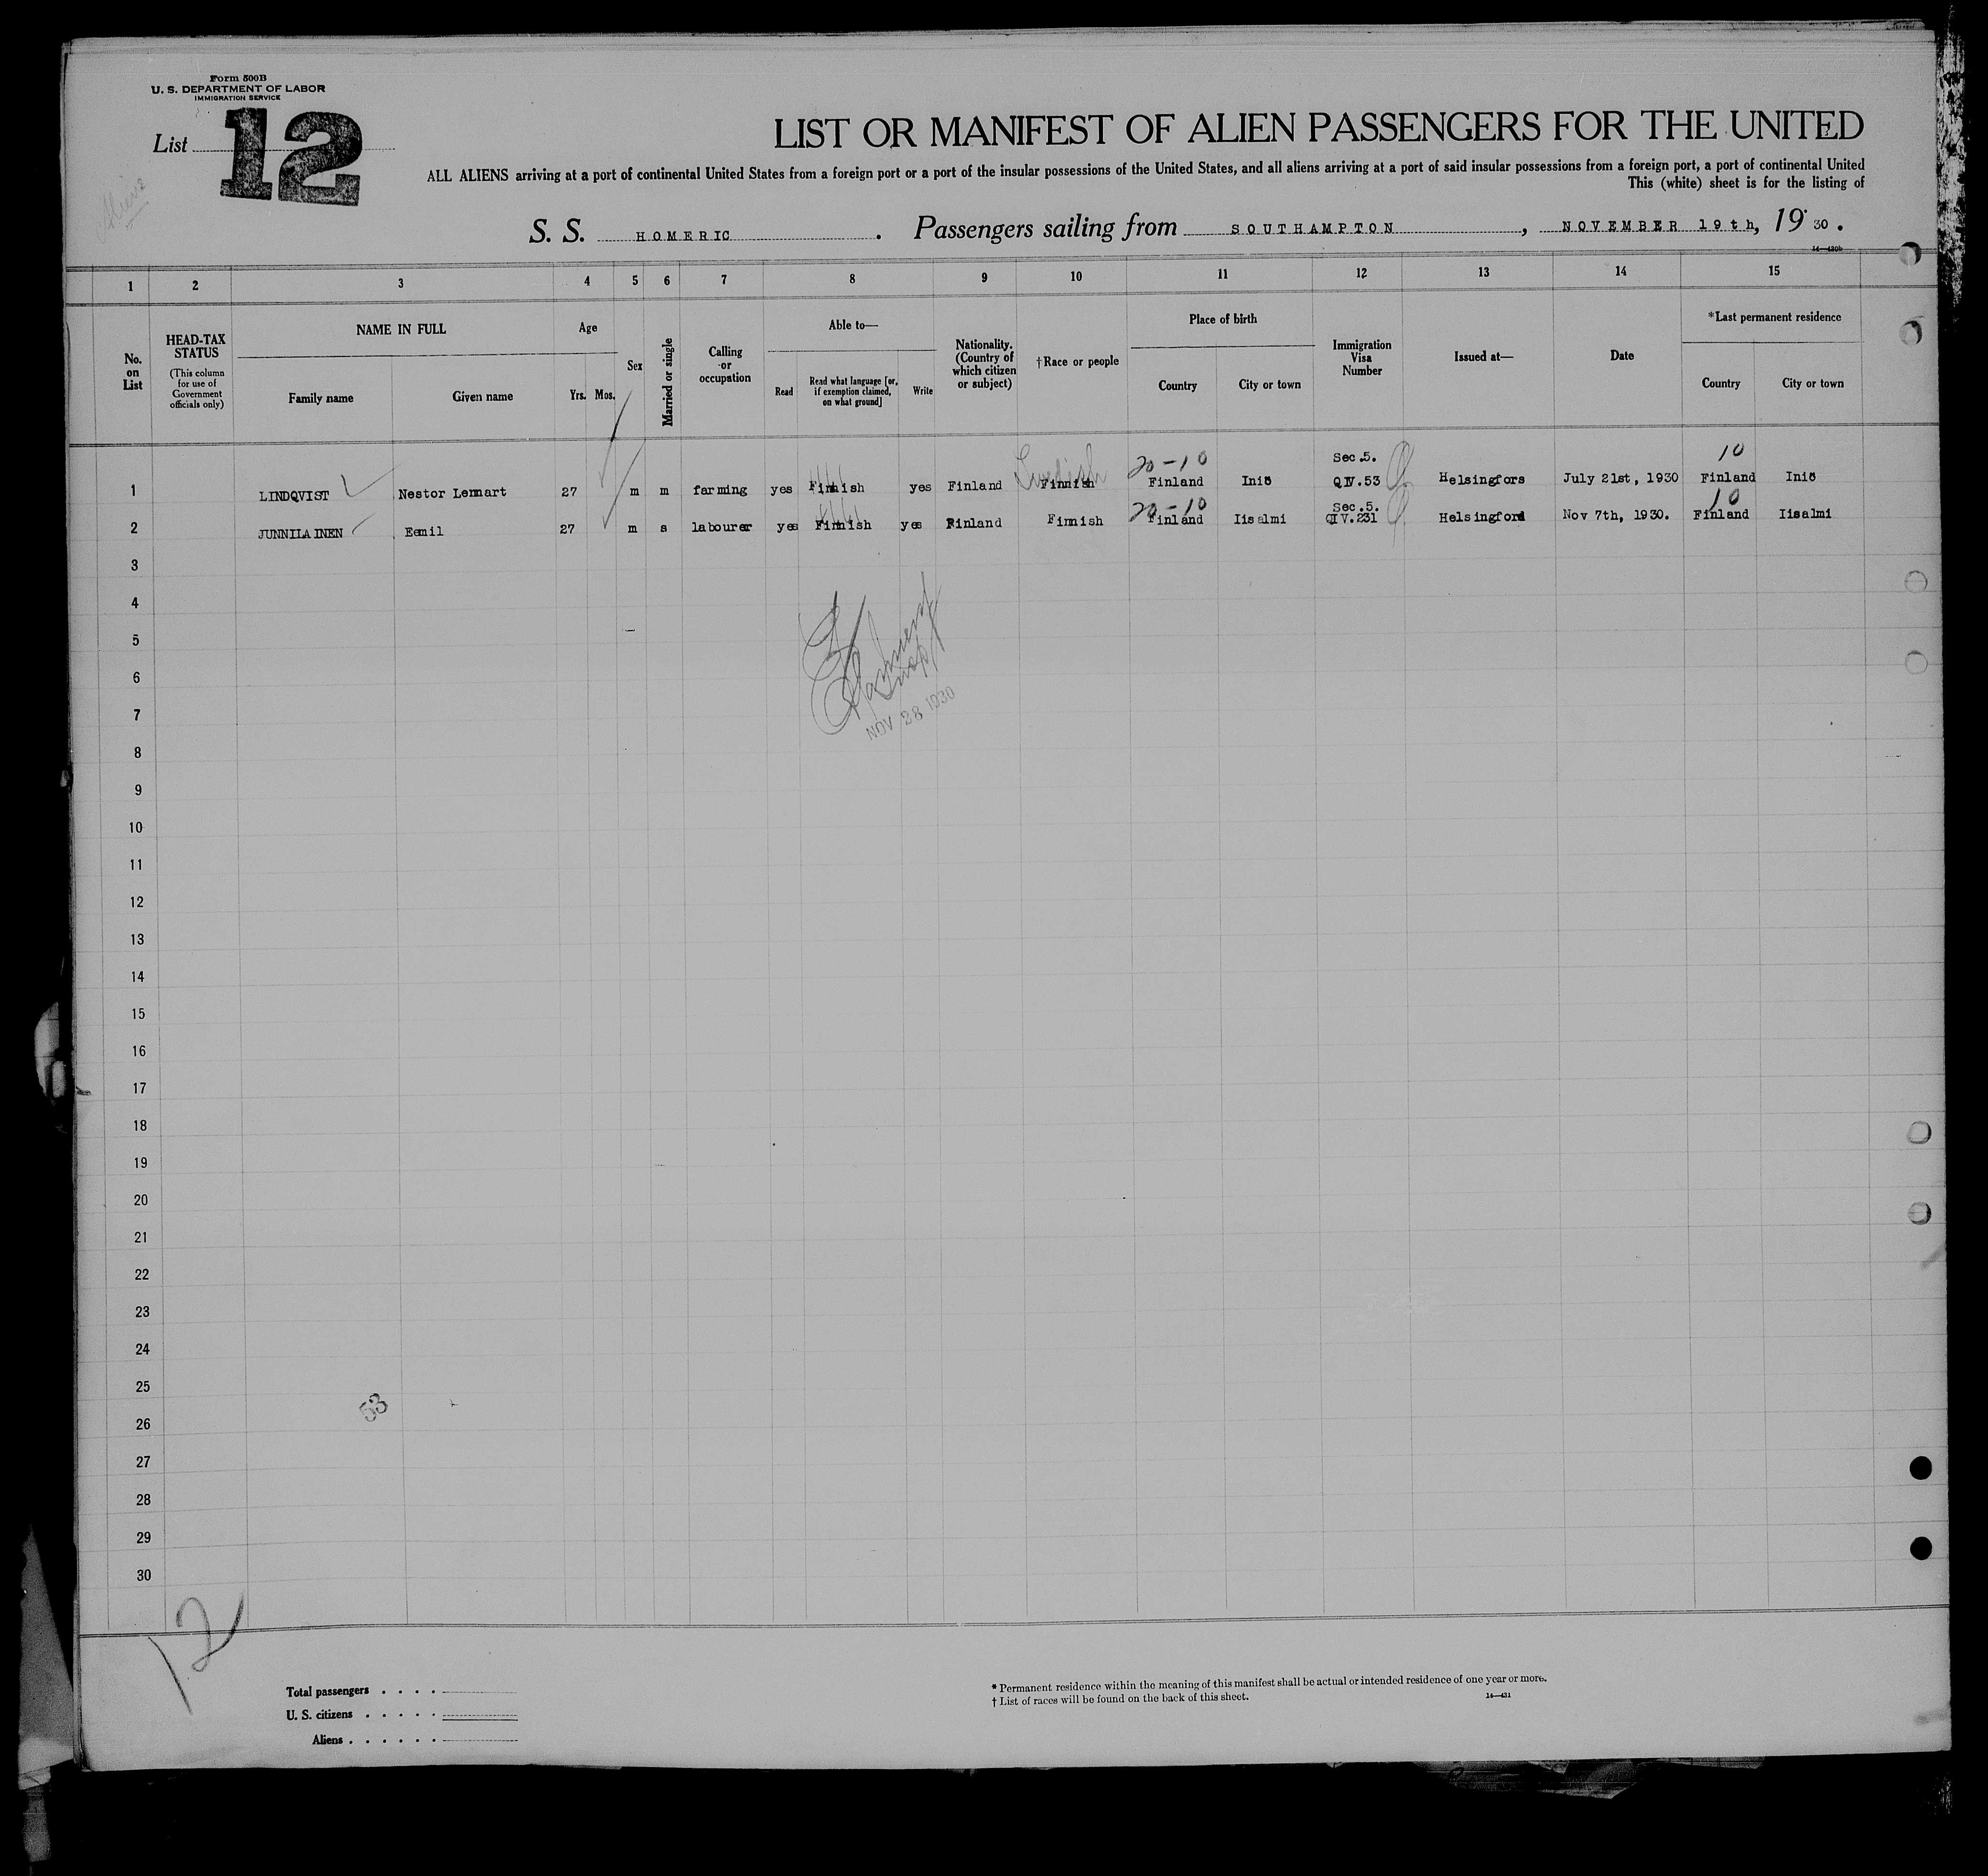 Form 500B
U. S. DEPARTMENT OF LABOR
IMMIGRATION SERVICE
List 12
LIST OR MANIFEST OF ALIEN PASSENGERS FOR THE UNITED
ALL ALIENS arriving at a port of continental United States from a foreign port or a port of the insular possessions of the United States, and all aliens arriving at a port of said insular possessions from a foreign port, a port of continental United
This (white) sheet is for the listing of
S. S. HOMERIC. Passengers sailing from SOUTHAMPTON, NOVEMBER 19th, 1930.
14—430b
1 2 3 4 5 6 7 8 9 10 11 12 13 14 15
No. on List
HEAD-TAX STATUS
(This column for use of Government officials only)
NAME IN FULL
Family name Given name
Age
Yrs. Mos.
Sex
Married or single
Calling or occupation
Able to—
Read
Read what language [or, if exemption claimed, on what ground]
Write
Nationality. (Country of which citizen or subject)
†Race or people
Place of birth
Country City or town
Immigration Visa Number
Issued at—
Date
*Last permanent residence
Country City or town
20-10 Sec.5. 10
1 LINDQVIST Nestor Lennart 27 m m farming yes Finnish yes Finland Swedish Finnish Finland Iniö QIV.53 Helsingfors July 21st, 1930 Finland Iniö
20-10 Sec.5. 10
2 JUNNILAINEN Eemil 27 m s labourer yes Finnish yes Finland Finnish Finland Iisalmi QIV.231 Helsingford Nov 7th, 1930. Finland Iisalmi
3
4
5
6
7
NOV 28 1930
8
9
10
11
12
13
14
15
16
17
18
19
20
21
22
23
24
25
53
26
27
28
29
30
12
Total passengers . . . .
U. S. citizens . . . . .
Aliens . . . . . .
* Permanent residence within the meaning of this manifest shall be actual or intended residence of one year or more.
† List of races will be found on the back of this sheet.
14—431